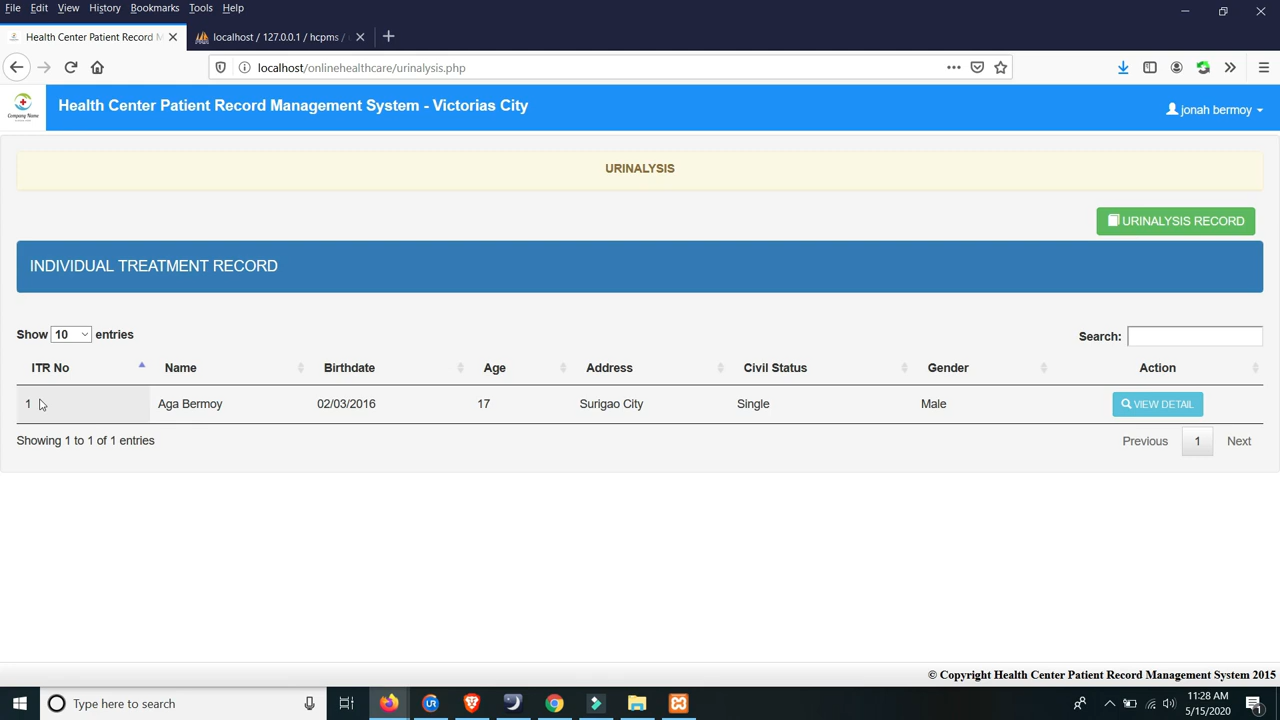 File Edit View History Bookmarks Tools Help
Health Center Patient Record M
localhost / 127.0.0.1 / hcpms /
localhost/onlinehealthcare/urinalysis.php
Company Name
Health Center Patient Record Management System - Victorias City
jonah bermoy
URINALYSIS
URINALYSIS RECORD
INDIVIDUAL TREATMENT RECORD
Show 10 entries
Search:
ITR No Name Birthdate Age Address Civil Status Gender Action
1 Aga Bermoy 02/03/2016 17 Surigao City Single Male VIEW DETAIL
Showing 1 to 1 of 1 entries
Previous 1 Next
© Copyright Health Center Patient Record Management System 2015
Type here to search
UR
11:28 AM
5/15/2020
1